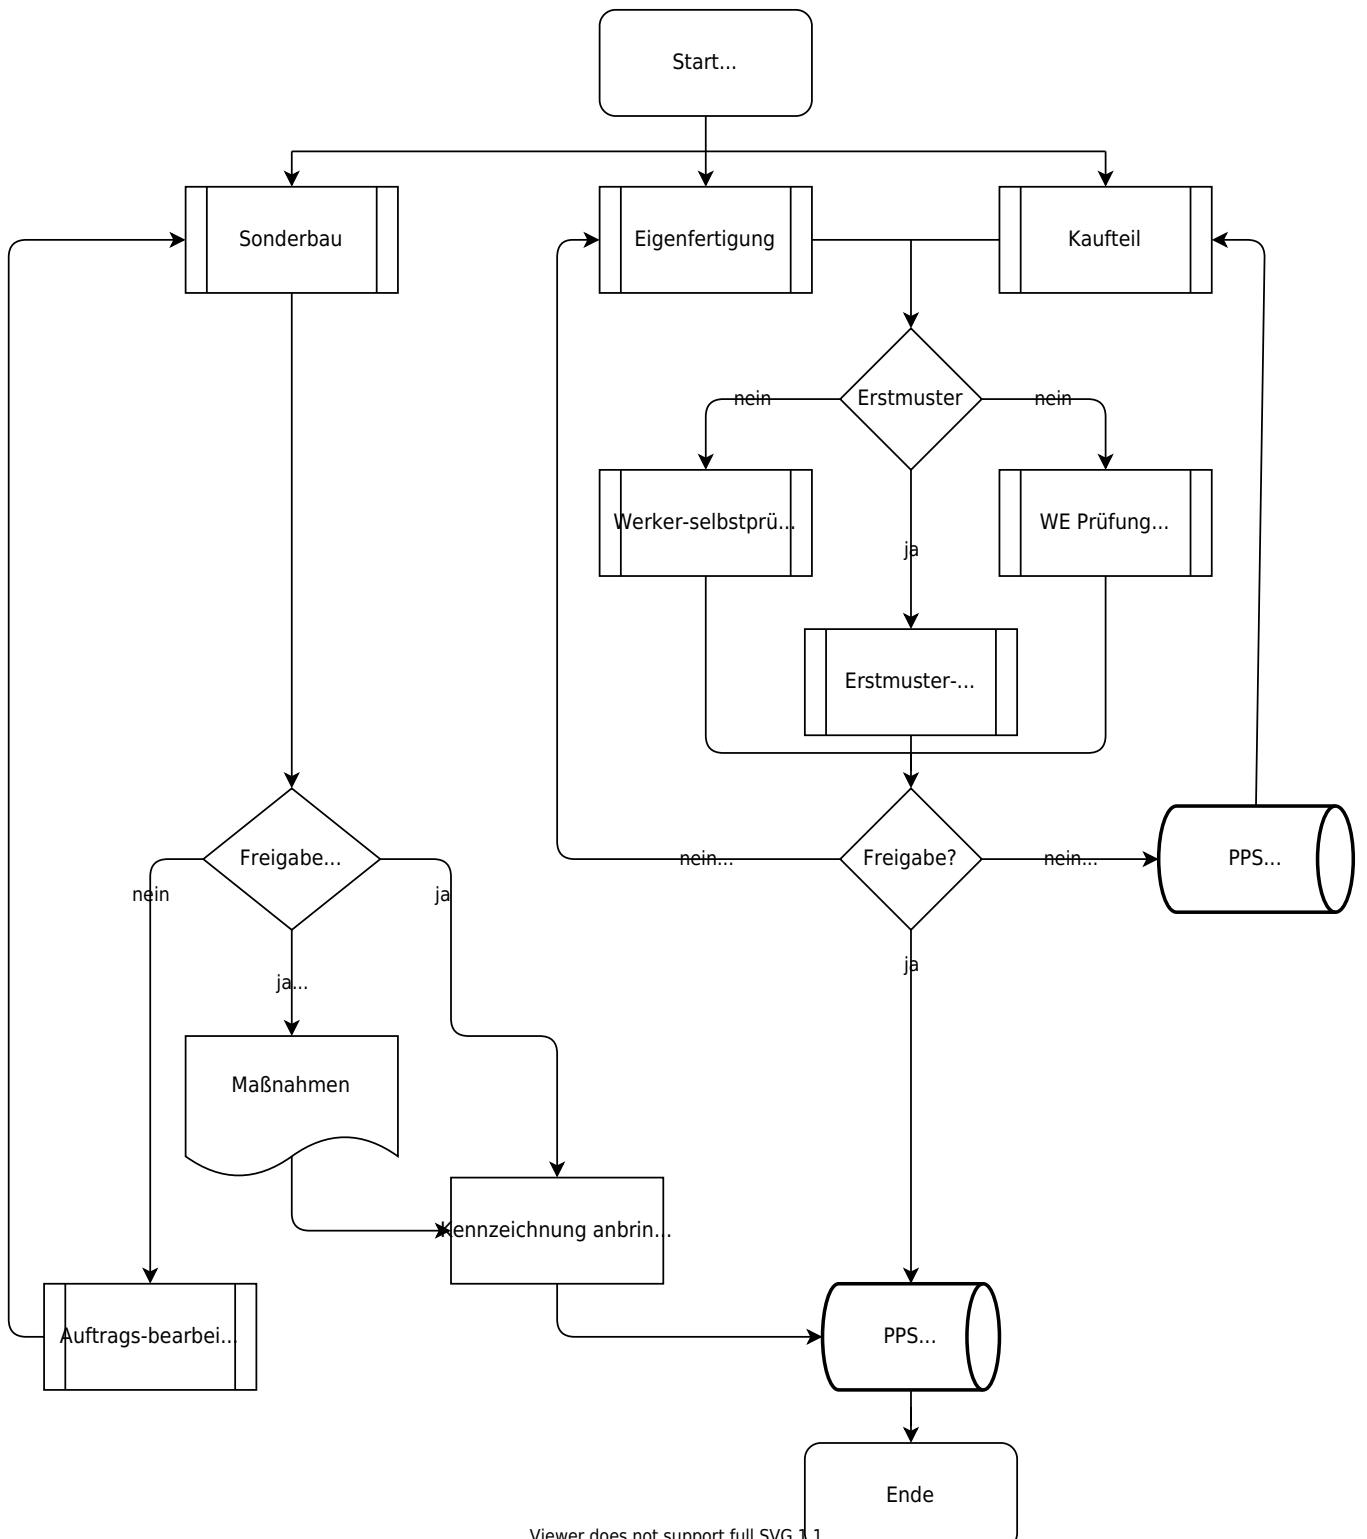 Start...
Sonderbau
Eigenfertigung
Kaufteil
nein
Erstmuster
nein
Werker-selbstprü...
WE Prüfung...
ja
Erstmuster-...
Freigabe...
nein...
Freigabe?
nein...
PPS...
nein
ja
ja
ja...
Maßnahmen
Kennzeichnung anbrin...
Auftrags-bearbei...
PPS...
Ende
Viewer does not support full SVG 1.1